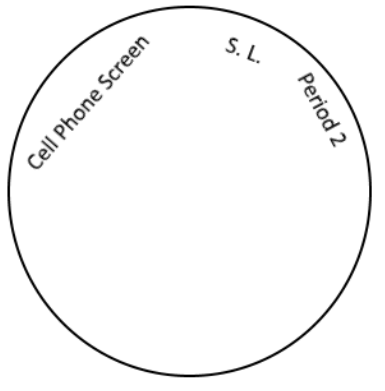 Cell Phone Screen
S. L.
Period 2